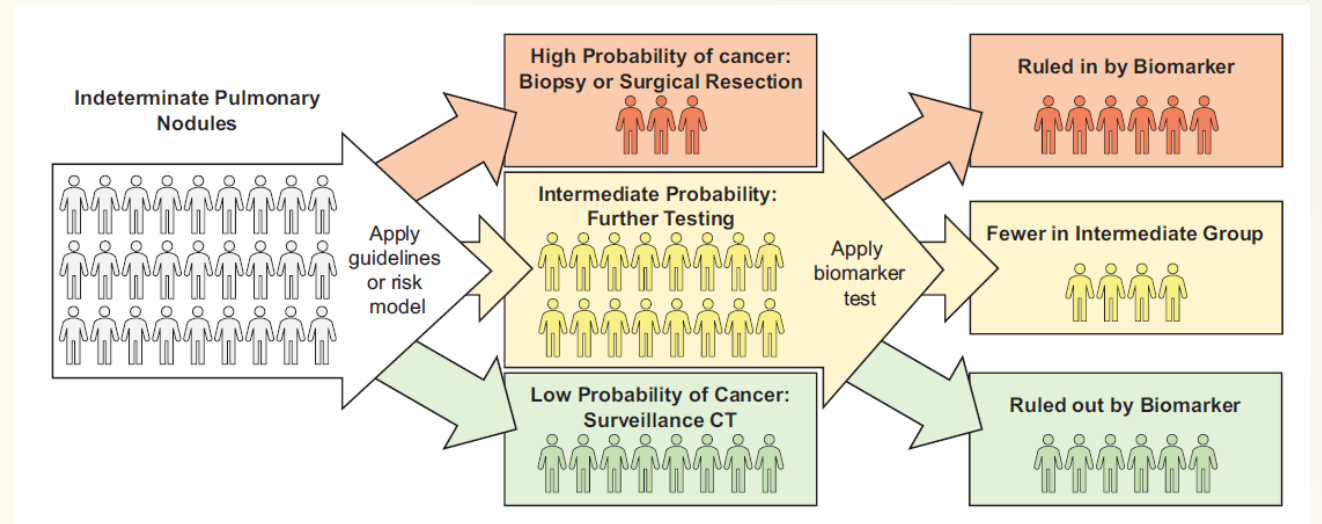 Indeterminate Pulmonary
Nodules
Apply
guidelines
or risk
model
High Probability of cancer:
Biopsy or Surgical Resection
Intermediate Probability:
Further Testing
Low Probability of Cancer:
Surveillance CT
Apply
biomarker
test
Ruled in by Biomarker
Fewer in Intermediate Group
Ruled out by Biomarker